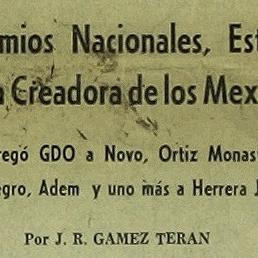 mios Nacionales, Est
Creadora de los Mex
regó GDO a Novo, Ortiz Monas
egro, Adem y uno más a Herrera
Por J. R. GAMEZ TERAN